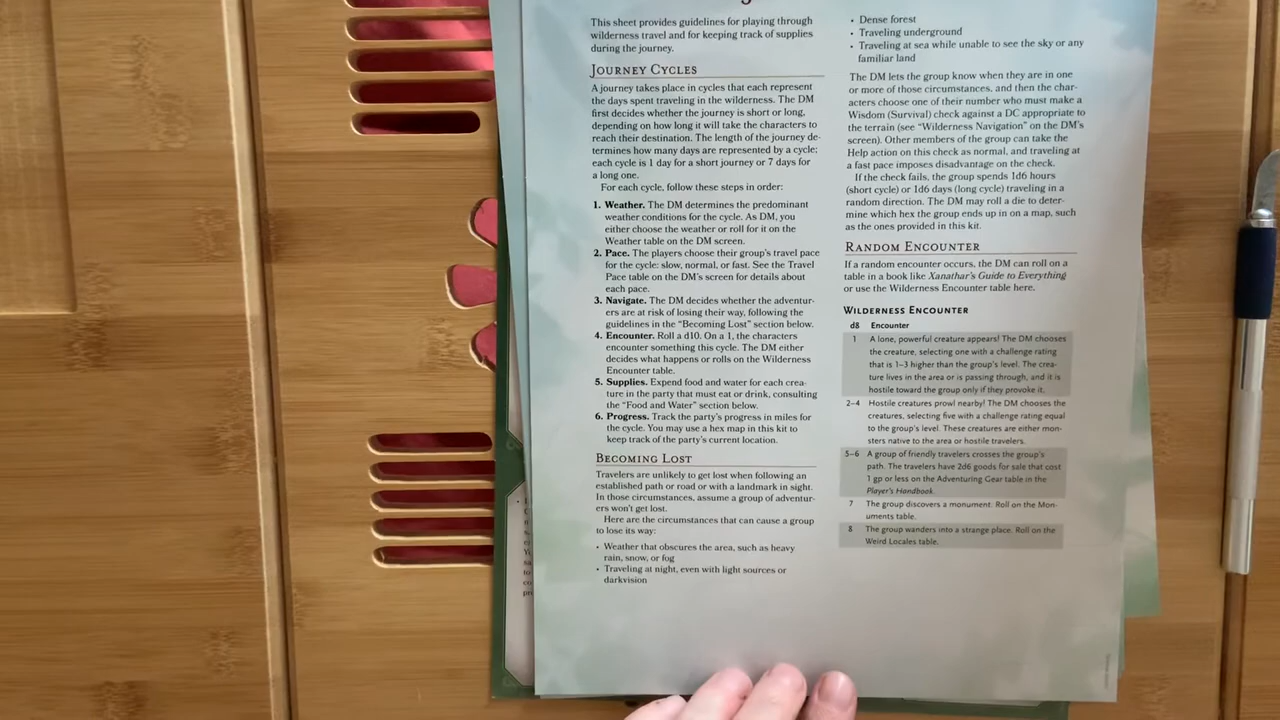 This sheet provides guidelines for playing through
wilderness travel and for keeping track of supplies
during the journey.
JOURNEY CYCLES
A journey takes place in cycles that each represent
the days spent traveling in the wilderness. The DM
first decides whether the journey is short or long,
depending on how long it will take the characters to
reach their destination. The length of the journey de-
termines how many days are represented by a cycle;
each cycle is 1 day for a short journey or 7 days for
a long one.
For each cycle, follow these steps in order:
1. Weather. The DM determines the predominant
weather conditions for the cycle. As DM, you
either choose the weather or roll for it on the
Weather table on the DM screen.
2. Pace. The players choose their group's travel pace
for the cycle: slow, normal, or fast. See the Travel
Pace table on the DM's screen for details about
each pace.
3. Navigate. The DM decides whether the adventur-
ers are at risk of losing their way, following the
guidelines in the "Becoming Lost" section below.
4. Encounter. Roll a d10. On a 1, the characters
encounter something this cycle. The DM either
decides what happens or rolls on the Wilderness
Encounter table.
5. Supplies. Expend food and water for each crea-
ture in the party that must eat or drink, consulting
the "Food and Water" section below.
6. Progress. Track the party's progress in miles for
the cycle. You may use a hex map in this kit to
keep track of the party's current location.
BECOMING LOST
Travelers are unlikely to get lost when following an
established path or road or with a landmark in sight.
In those circumstances, assume a group of adventur-
ers won't get lost.
Here are the circumstances that can cause a group
to lose its way:
• Weather that obscures the area, such as heavy
rain, snow, or fog
• Traveling at night, even with light sources or
darkvision
• Dense forest
• Traveling underground
• Traveling at sea while unable to see the sky or any
familiar land
The DM lets the group know when they are in one
or more of those circumstances, and then the char-
acters choose one of their number who must make a
Wisdom (Survival) check against a DC appropriate to
the terrain (see "Wilderness Navigation" on the DM's
screen). Other members of the group can take the
Help action on this check as normal, and traveling at
a fast pace imposes disadvantage on the check.
If the check fails, the group spends 1d6 hours
(short cycle) or 1d6 days (long cycle) traveling in a
random direction. The DM may roll a die to deter-
mine which hex the group ends up in on a map, such
as the ones provided in this kit.
RANDOM ENCOUNTER
If a random encounter occurs, the DM can roll on a
table in a book like Xanathar's Guide to Everything
or use the Wilderness Encounter table here.
WILDERNESS ENCOUNTER
d8 Encounter
1 A lone, powerful creature appears! The DM chooses
the creature, selecting one with a challenge rating
that is 1–3 higher than the group's level. The crea-
ture lives in the area or is passing through, and it is
hostile toward the group only if they provoke it.
2–4 Hostile creatures prowl nearby! The DM chooses the
creatures, selecting five with a challenge rating equal
to the group's level. These creatures are either mon-
sters native to the area or hostile travelers.
5–6 A group of friendly travelers crosses the group's
path. The travelers have 2d6 goods for sale that cost
1 gp or less on the Adventuring Gear table in the
Player's Handbook.
7 The group discovers a monument. Roll on the Mon-
uments table.
8 The group wanders into a strange place. Roll on the
Weird Locales table.